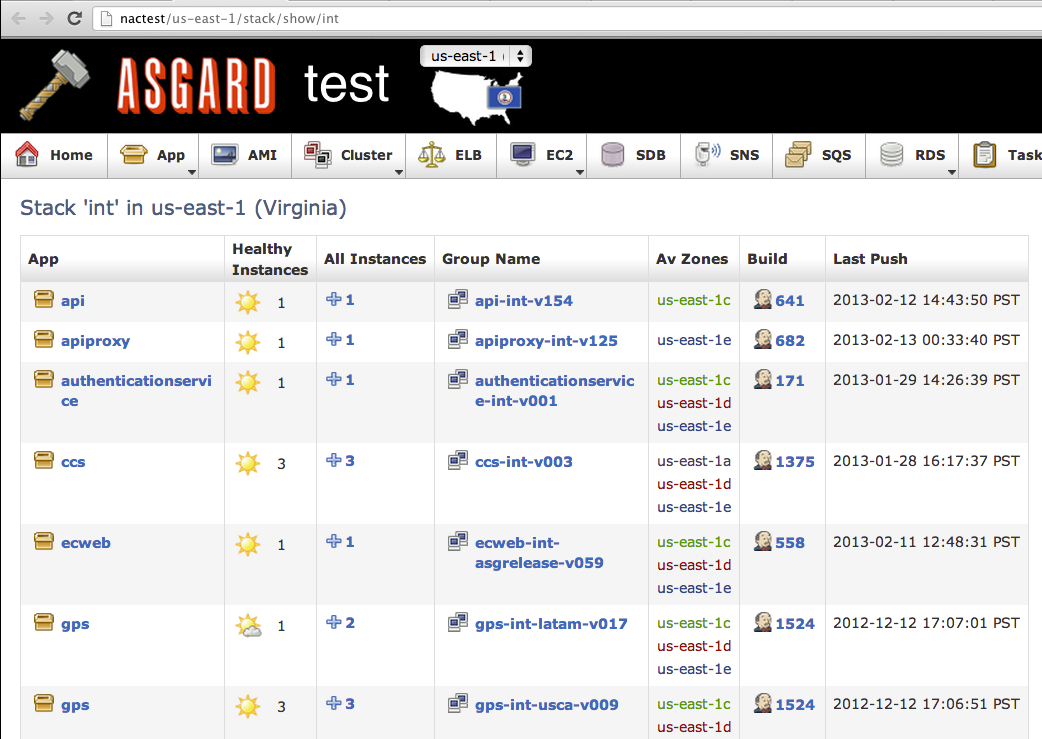 nactest/us-east-1/stack/show/int
ASGARD test
us-east-1
Home App AMI Cluster ELB EC2 SDB SNS SQS RDS Task
Stack 'int' in us-east-1 (Virginia)
App Healthy Instances All Instances Group Name Av Zones Build Last Push
api 1 1 api-int-v154 us-east-1c 641 2013-02-12 14:43:50 PST
apiproxy 1 1 apiproxy-int-v125 us-east-1e 682 2013-02-13 00:33:40 PST
authenticationservi 1 1 authenticationservic us-east-1c 171 2013-01-29 14:26:39 PST
ce e-int-v001 us-east-1d
us-east-1e
ccs 3 3 ccs-int-v003 us-east-1a 1375 2013-01-28 16:17:37 PST
us-east-1d
us-east-1e
ecweb 1 1 ecweb-int- us-east-1c 558 2013-02-11 12:48:31 PST
asgrelease-v059 us-east-1d
us-east-1e
gps 1 2 gps-int-latam-v017 us-east-1c 1524 2012-12-12 17:07:01 PST
us-east-1d
us-east-1e
gps 3 3 gps-int-usca-v009 us-east-1c 1524 2012-12-12 17:06:51 PST
us-east-1d